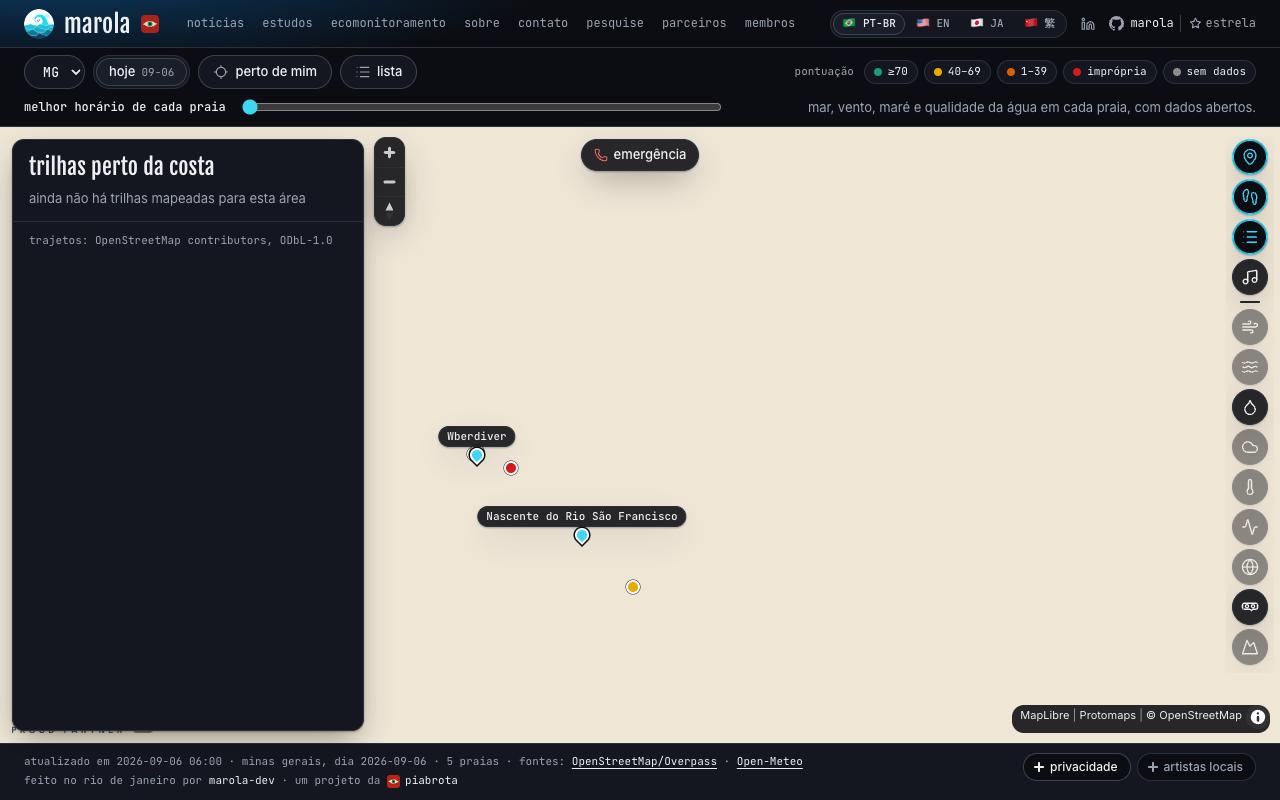 marola
notícias estudos ecomonitoramento sobre contato pesquise parceiros membros
PT-BR EN JA 繁
marola estrela
MG hoje 09-06 perto de mim lista
pontuação ≥70 40–69 1–39 imprópria sem dados
melhor horário de cada praia
mar, vento, maré e qualidade da água em cada praia, com dados abertos.
trilhas perto da costa
ainda não há trilhas mapeadas para esta área
trajetos: OpenStreetMap contributors, ODbL-1.0
emergência
Wberdiver
Nascente do Rio São Francisco
MapLibre | Protomaps | © OpenStreetMap
atualizado em 2026-09-06 06:00 · minas gerais, dia 2026-09-06 · 5 praias · fontes: OpenStreetMap/Overpass · Open-Meteo
feito no rio de janeiro por marola-dev · um projeto da piabrota
privacidade
artistas locais